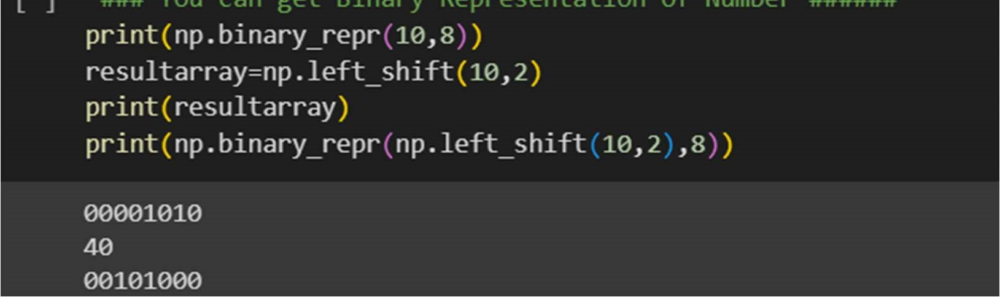 [ ] ### You Can get Binary Representation Of Number ######
print(np.binary_repr(10,8))
resultarray=np.left_shift(10,2)
print(resultarray)
print(np.binary_repr(np.left_shift(10,2),8))
00001010
40
00101000